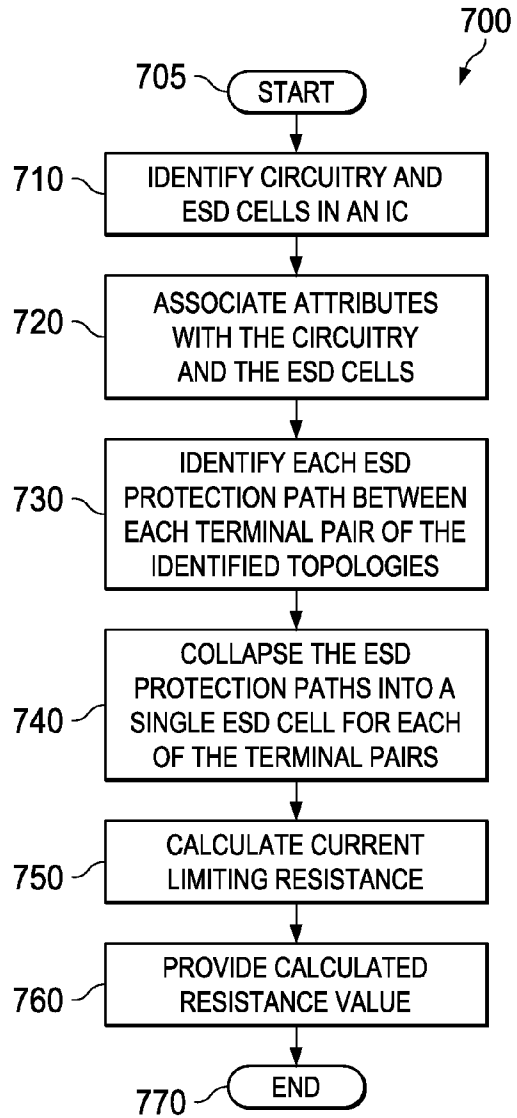 700
705
START
710
IDENTIFY CIRCUITRY AND
ESD CELLS IN AN IC
720
ASSOCIATE ATTRIBUTES
WITH THE CIRCUITRY
AND THE ESD CELLS
730
IDENTIFY EACH ESD
PROTECTION PATH BETWEEN
EACH TERMINAL PAIR OF THE
IDENTIFIED TOPOLOGIES
740
COLLAPSE THE ESD
PROTECTION PATHS INTO A
SINGLE ESD CELL FOR EACH
OF THE TERMINAL PAIRS
750
CALCULATE CURRENT
LIMITING RESISTANCE
760
PROVIDE CALCULATED
RESISTANCE VALUE
770
END